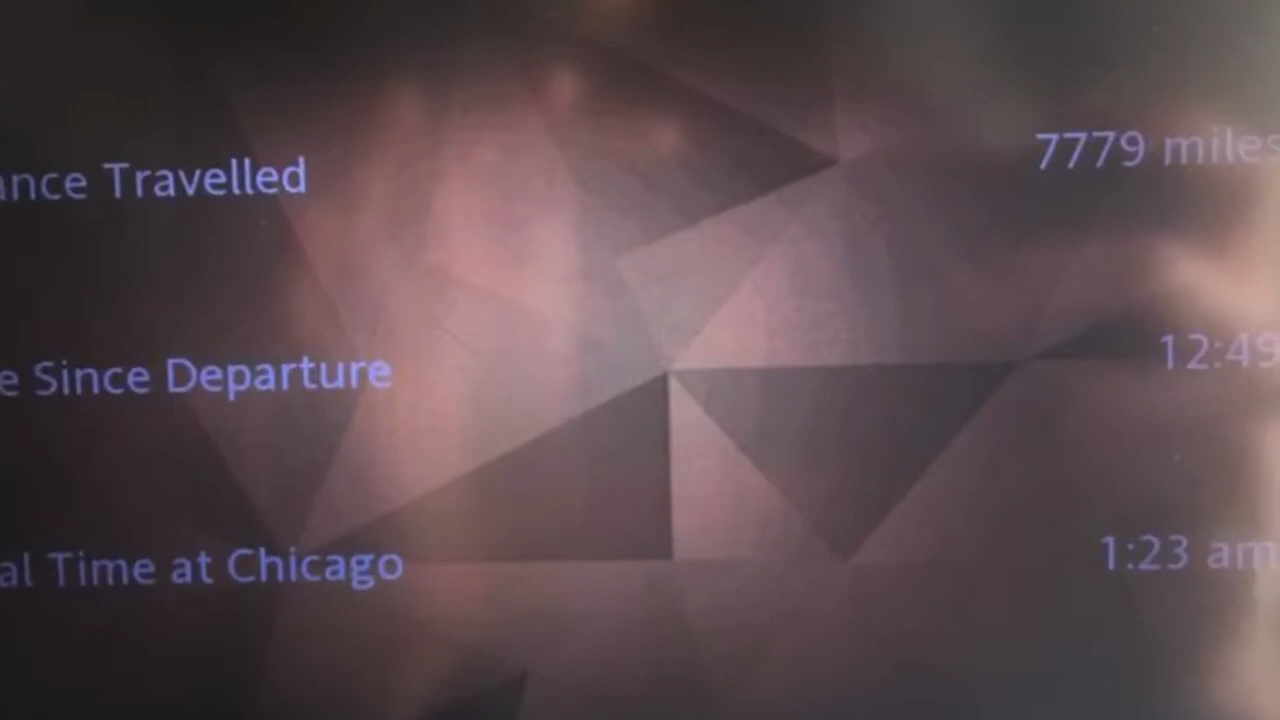 ance Travelled 7779 miles
e Since Departure 12:49
al Time at Chicago 1:23 am